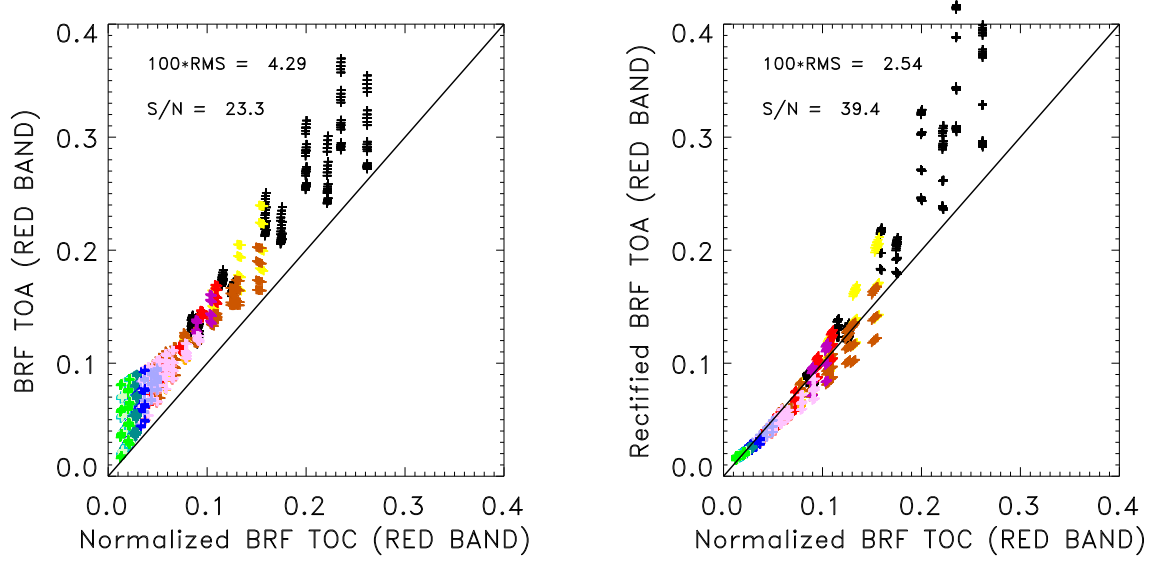 0.4
100*RMS = 4.29
S/N = 23.3
0.3
0.2
0.1
0.0
0.0 0.1 0.2 0.3 0.4
BRF TOA (RED BAND)
Normalized BRF TOC (RED BAND)
0.4
100*RMS = 2.54
S/N = 39.4
0.3
0.2
0.1
0.0
0.0 0.1 0.2 0.3 0.4
Rectified BRF TOA (RED BAND)
Normalized BRF TOC (RED BAND)